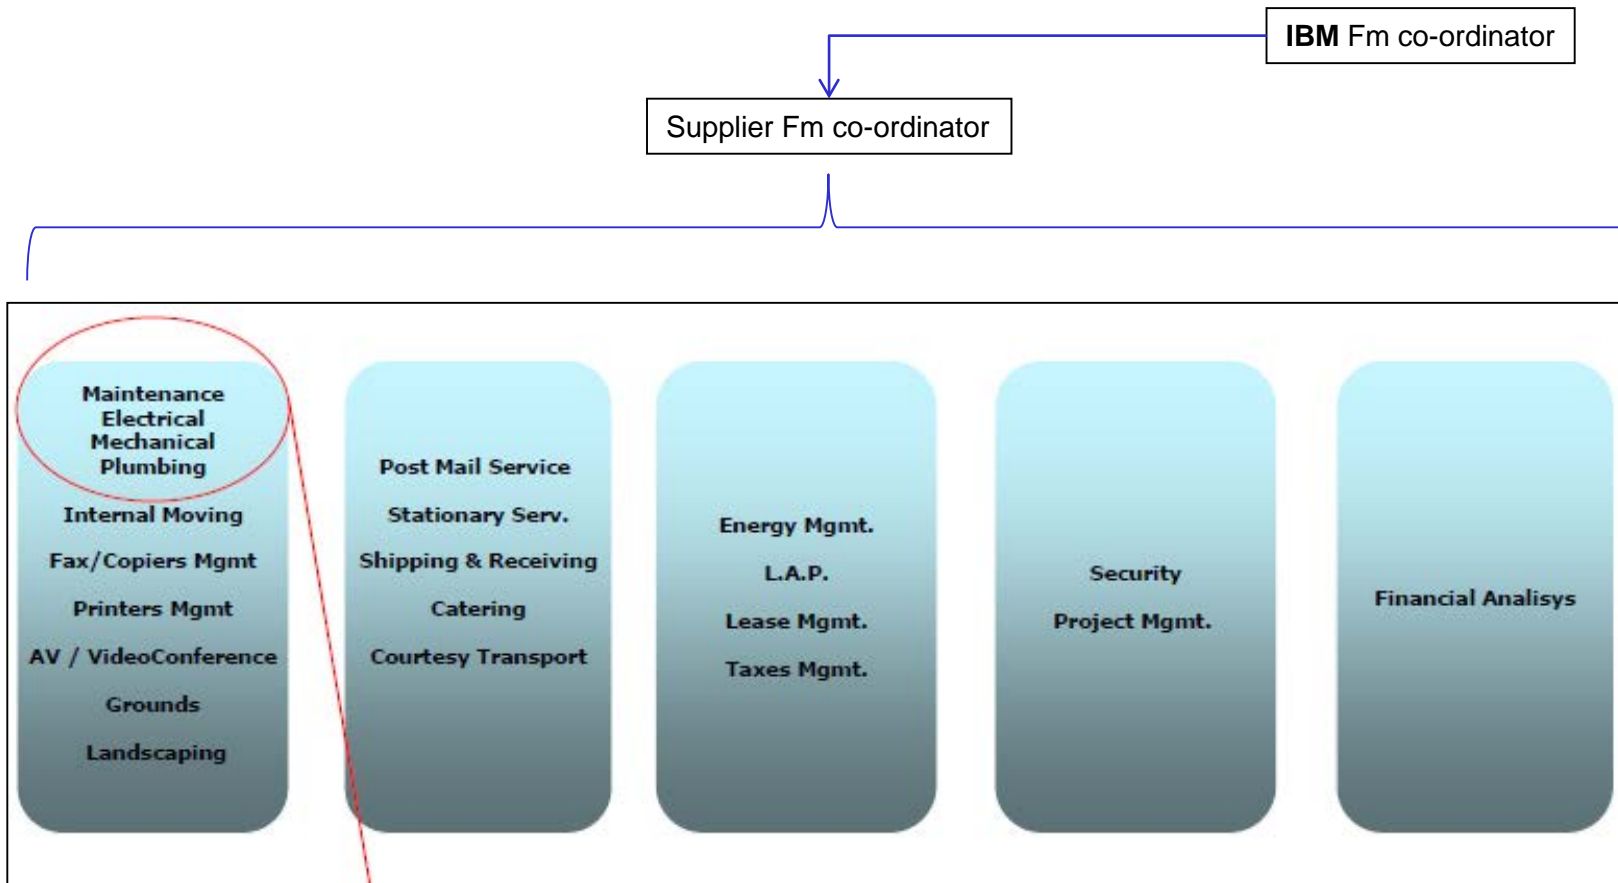 IBM Fm co-ordinator
Supplier Fm co-ordinator
Maintenance
Electrical
Mechanical
Plumbing
Internal Moving
Fax/Copiers Mgmt
Printers Mgmt
AV / VideoConference
Grounds
Landscaping
Post Mail Service
Stationary Serv.
Shipping & Receiving
Catering
Courtesy Transport
Energy Mgmt.
L.A.P.
Lease Mgmt.
Taxes Mgmt.
Security
Project Mgmt.
Financial Analisys